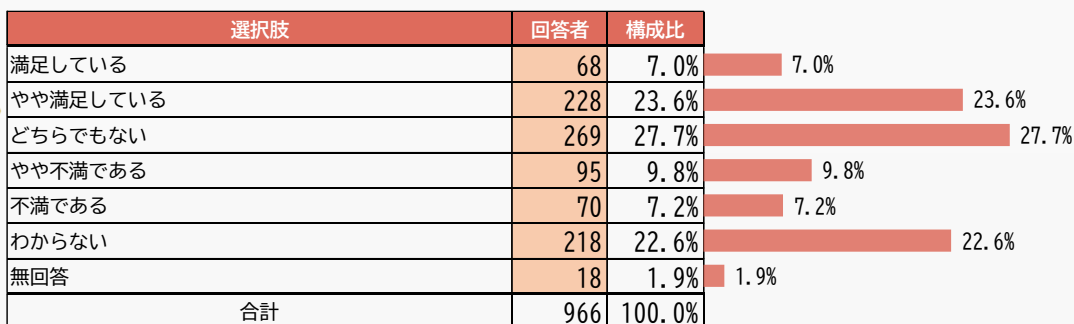 選択肢 回答者 構成比
満足している 68 7.0% 7.0%
やや満足している 228 23.6% 23.6%
どちらでもない 269 27.7% 27.7%
やや不満である 95 9.8% 9.8%
不満である 70 7.2% 7.2%
わからない 218 22.6% 22.6%
無回答 18 1.9% 1.9%
合計 966 100.0%